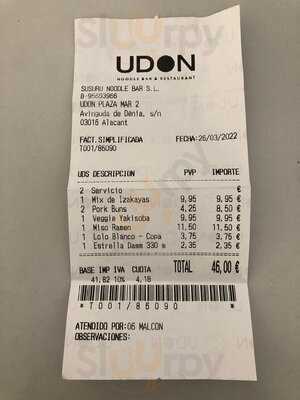 UDON
NOODLE BAR & RESTAURANT
SUSURU NOODLE BAR S.L.
UDON PLAZA MAR 2
Avinguda de Dénia, s/n
03016 Alacant
FACT.SIMPLIFICADA FECHA:26/03/2022
T001/86090
UDS DESCRIPCION PVP IMPORTE
2 Servicio €
1 Mix de Izakayas 9,95 9,95 €
2 Pork Buns 4,25 8,50 €
1 Veggie Yakisoba 9,95 9,95 €
1 Miso Ramen 11,50 11,50 €
1 Lolo Blanco - Copa 3,75 3,75 €
1 Estrella Damm 330 m 2,35 2,35 €
BASE IMP IVA CUOTA TOTAL 46,00 €
41,82 10% 4,18
*T001/86090*
ATENDIDO POR:06 MALCON
OBSERVACIONES:
Sluurpy